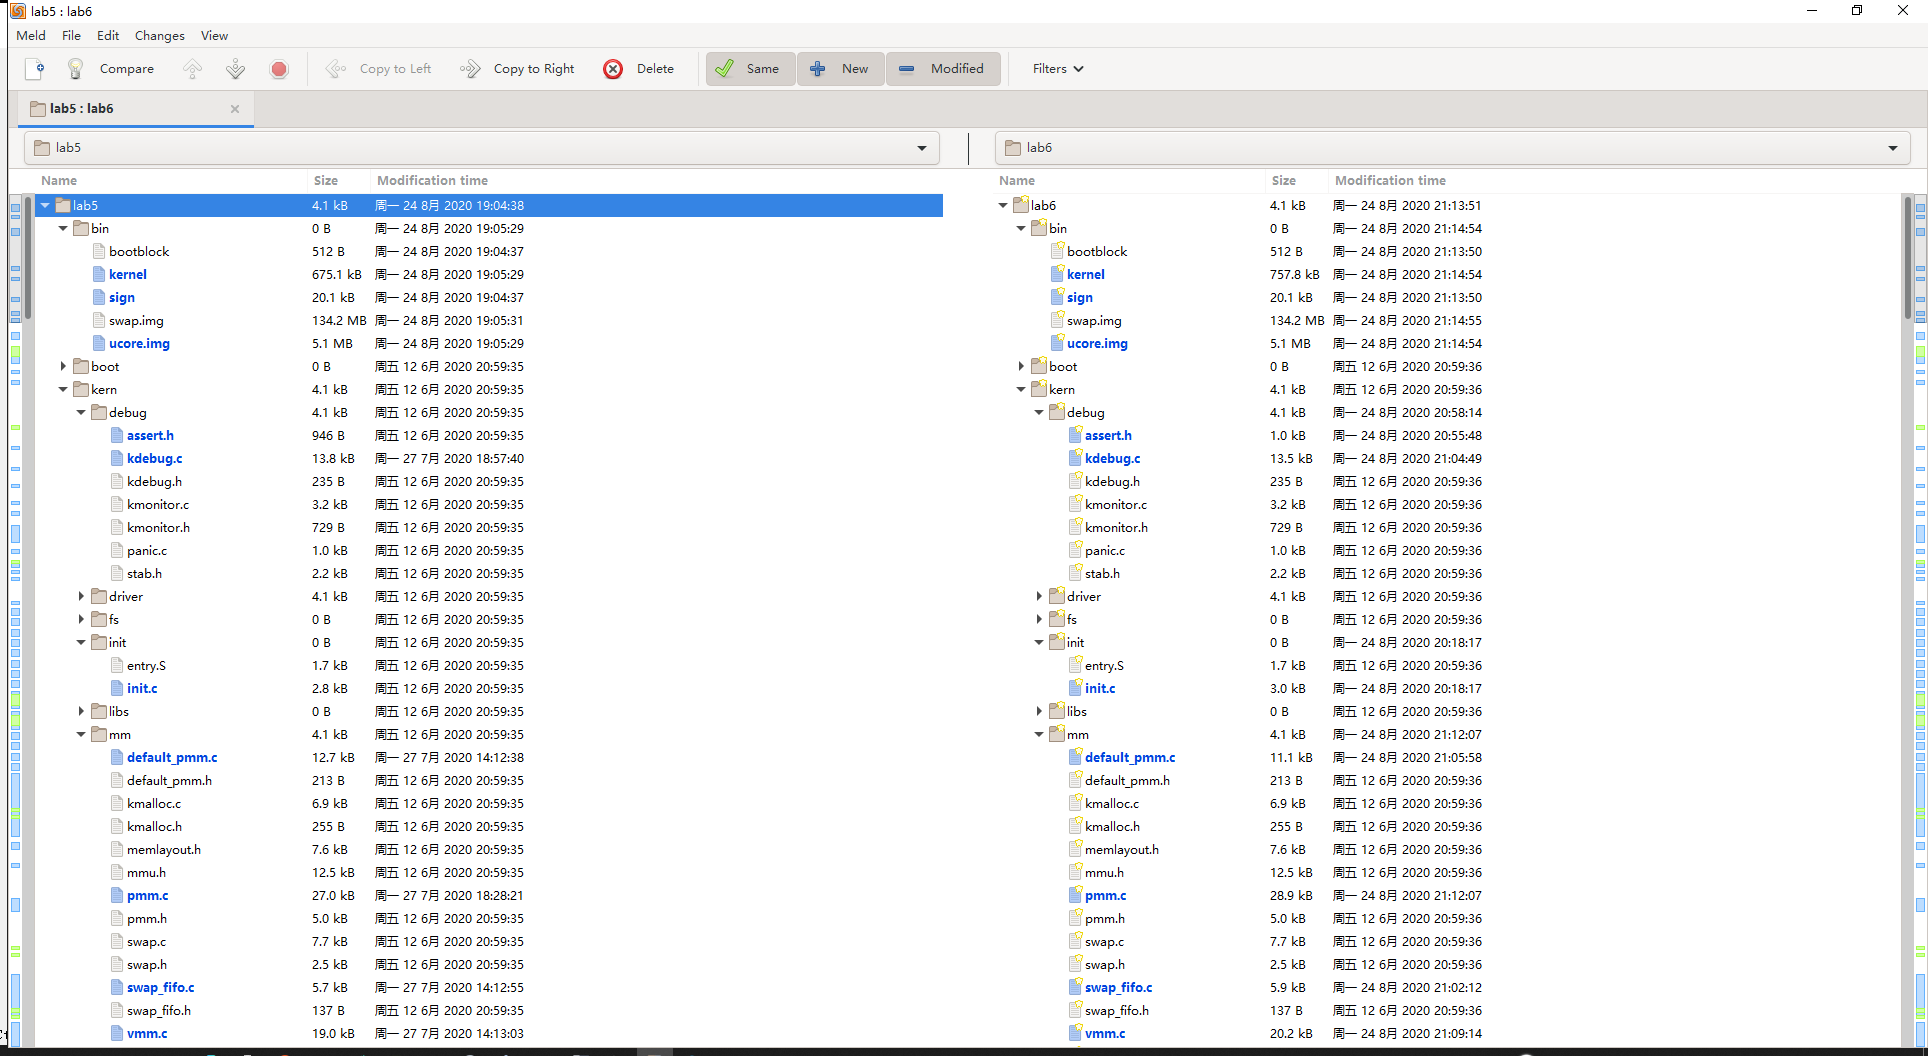 lab5 : lab6
Meld File Edit Changes View
Compare Copy to Left Copy to Right Delete Same New Modified Filters
lab5 : lab6
lab5 lab6
Name Size Modification time Name Size Modification time
lab5 4.1 kB 周一 24 8月 2020 19:04:38 lab6 4.1 kB 周一 24 8月 2020 21:13:51
bin 0 B 周一 24 8月 2020 19:05:29 bin 0 B 周一 24 8月 2020 21:14:54
bootblock 512 B 周一 24 8月 2020 19:04:37 bootblock 512 B 周一 24 8月 2020 21:13:50
kernel 675.1 kB 周一 24 8月 2020 19:05:29 kernel 757.8 kB 周一 24 8月 2020 21:14:54
sign 20.1 kB 周一 24 8月 2020 19:04:37 sign 20.1 kB 周一 24 8月 2020 21:13:50
swap.img 134.2 MB 周一 24 8月 2020 19:05:31 swap.img 134.2 MB 周一 24 8月 2020 21:14:55
ucore.img 5.1 MB 周一 24 8月 2020 19:05:29 ucore.img 5.1 MB 周一 24 8月 2020 21:14:54
boot 0 B 周五 12 6月 2020 20:59:35 boot 0 B 周五 12 6月 2020 20:59:36
kern 4.1 kB 周五 12 6月 2020 20:59:35 kern 4.1 kB 周五 12 6月 2020 20:59:36
debug 4.1 kB 周五 12 6月 2020 20:59:35 debug 4.1 kB 周一 24 8月 2020 20:58:14
assert.h 946 B 周五 12 6月 2020 20:59:35 assert.h 1.0 kB 周一 24 8月 2020 20:55:48
kdebug.c 13.8 kB 周一 27 7月 2020 18:57:40 kdebug.c 13.5 kB 周一 24 8月 2020 21:04:49
kdebug.h 235 B 周五 12 6月 2020 20:59:35 kdebug.h 235 B 周五 12 6月 2020 20:59:36
kmonitor.c 3.2 kB 周五 12 6月 2020 20:59:35 kmonitor.c 3.2 kB 周五 12 6月 2020 20:59:36
kmonitor.h 729 B 周五 12 6月 2020 20:59:35 kmonitor.h 729 B 周五 12 6月 2020 20:59:36
panic.c 1.0 kB 周五 12 6月 2020 20:59:35 panic.c 1.0 kB 周五 12 6月 2020 20:59:36
stab.h 2.2 kB 周五 12 6月 2020 20:59:35 stab.h 2.2 kB 周五 12 6月 2020 20:59:36
driver 4.1 kB 周五 12 6月 2020 20:59:35 driver 4.1 kB 周五 12 6月 2020 20:59:36
fs 0 B 周五 12 6月 2020 20:59:35 fs 0 B 周五 12 6月 2020 20:59:36
init 0 B 周五 12 6月 2020 20:59:35 init 0 B 周一 24 8月 2020 20:18:17
entry.S 1.7 kB 周五 12 6月 2020 20:59:35 entry.S 1.7 kB 周五 12 6月 2020 20:59:36
init.c 2.8 kB 周五 12 6月 2020 20:59:35 init.c 3.0 kB 周一 24 8月 2020 20:18:17
libs 0 B 周五 12 6月 2020 20:59:35 libs 0 B 周五 12 6月 2020 20:59:36
mm 4.1 kB 周五 12 6月 2020 20:59:35 mm 4.1 kB 周一 24 8月 2020 21:12:07
default_pmm.c 12.7 kB 周一 27 7月 2020 14:12:38 default_pmm.c 11.1 kB 周一 24 8月 2020 21:05:58
default_pmm.h 213 B 周五 12 6月 2020 20:59:35 default_pmm.h 213 B 周五 12 6月 2020 20:59:36
kmalloc.c 6.9 kB 周五 12 6月 2020 20:59:35 kmalloc.c 6.9 kB 周五 12 6月 2020 20:59:36
kmalloc.h 255 B 周五 12 6月 2020 20:59:35 kmalloc.h 255 B 周五 12 6月 2020 20:59:36
memlayout.h 7.6 kB 周五 12 6月 2020 20:59:35 memlayout.h 7.6 kB 周五 12 6月 2020 20:59:36
mmu.h 12.5 kB 周五 12 6月 2020 20:59:35 mmu.h 12.5 kB 周五 12 6月 2020 20:59:36
pmm.c 27.0 kB 周一 27 7月 2020 18:28:21 pmm.c 28.9 kB 周一 24 8月 2020 21:12:07
pmm.h 5.0 kB 周五 12 6月 2020 20:59:35 pmm.h 5.0 kB 周五 12 6月 2020 20:59:36
swap.c 7.7 kB 周五 12 6月 2020 20:59:35 swap.c 7.7 kB 周五 12 6月 2020 20:59:36
swap.h 2.5 kB 周五 12 6月 2020 20:59:35 swap.h 2.5 kB 周五 12 6月 2020 20:59:36
swap_fifo.c 5.7 kB 周一 27 7月 2020 14:12:55 swap_fifo.c 5.9 kB 周一 24 8月 2020 21:02:12
swap_fifo.h 137 B 周五 12 6月 2020 20:59:35 swap_fifo.h 137 B 周五 12 6月 2020 20:59:36
vmm.c 19.0 kB 周一 27 7月 2020 14:13:03 vmm.c 20.2 kB 周一 24 8月 2020 21:09:14